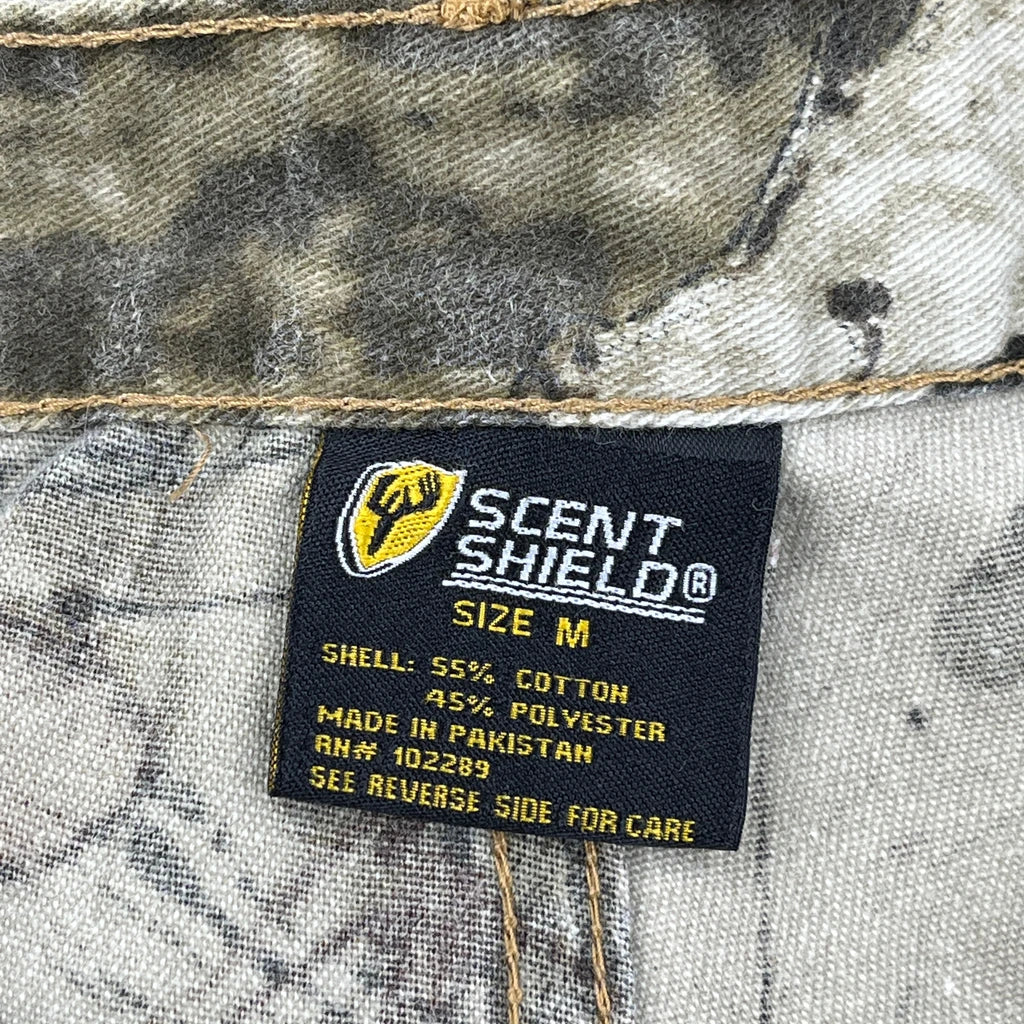 SCENT
SHIELD®
SIZE M
SHELL: 55% COTTON
45% POLYESTER
MADE IN PAKISTAN
RN# 102289
SEE REVERSE SIDE FOR CARE